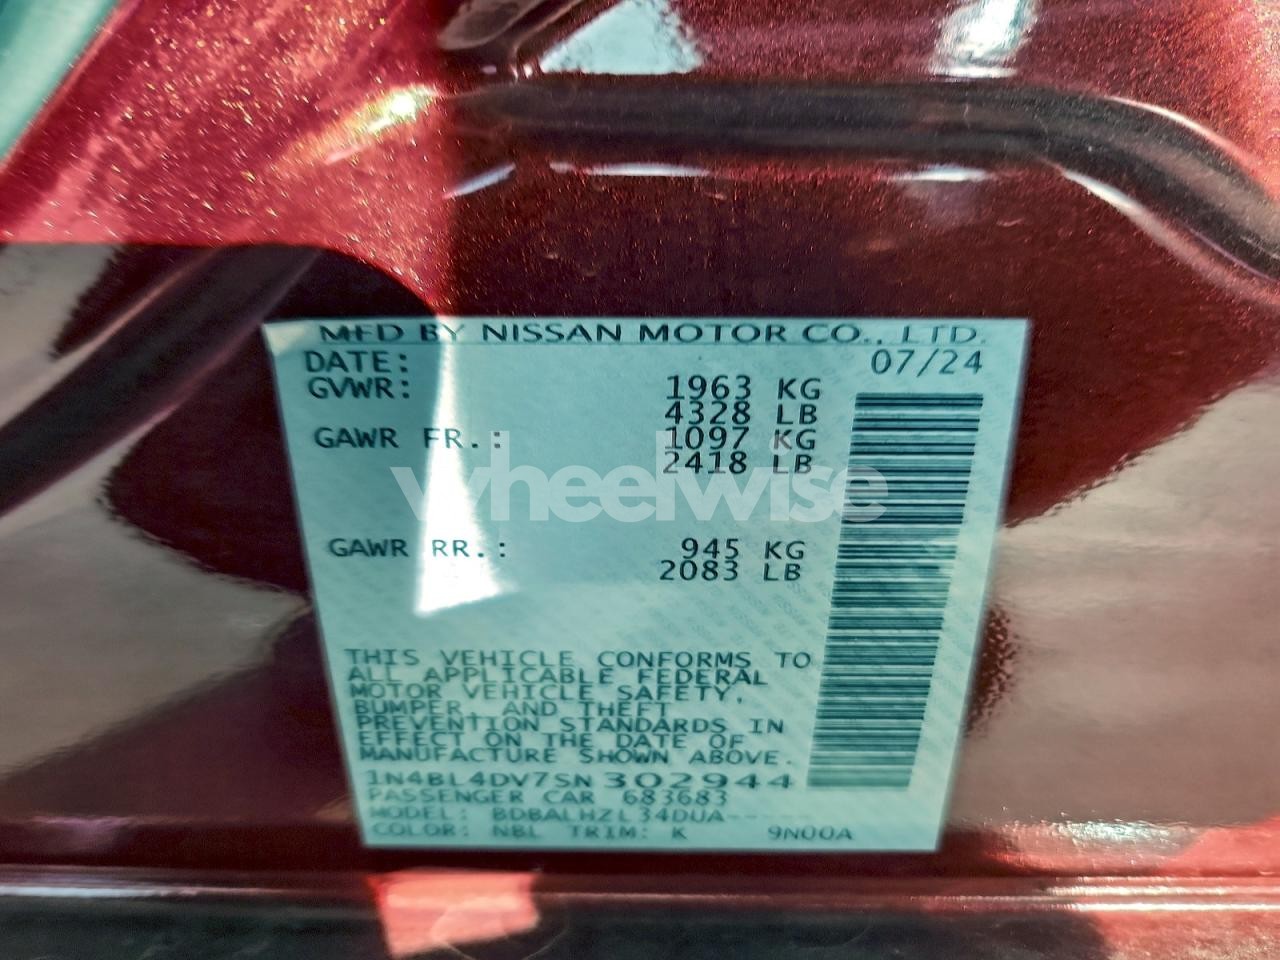 MFD BY NISSAN MOTOR CO., LTD.
DATE: 07/24
GVWR: 1963 KG
4328 LB
GAWR FR.: 1097 KG
2418 LB
wheelwise
GAWR RR.: 945 KG
2083 LB
THIS VEHICLE CONFORMS TO
ALL APPLICABLE FEDERAL
MOTOR VEHICLE SAFETY,
BUMPER, AND THEFT
PREVENTION STANDARDS IN
EFFECT ON THE DATE OF
MANUFACTURE SHOWN ABOVE.
1N4BL4DV7SN302944
PASSENGER CAR 683683
MODEL: BDBALHZL34DUA-----
COLOR: NBL TRIM: K 9N00A